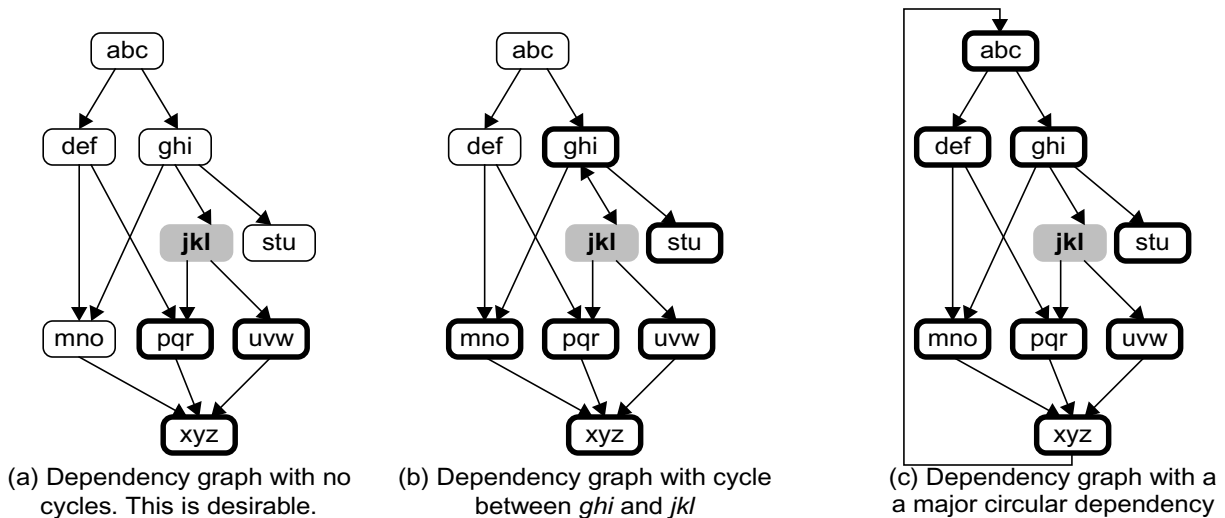 abc
def
ghi
jkl
stu
mno
pqr
uvw
xyz
(a) Dependency graph with no
cycles. This is desirable.
abc
def
ghi
jkl
stu
mno
pqr
uvw
xyz
(b) Dependency graph with cycle
between ghi and jkl
abc
def
ghi
jkl
stu
mno
pqr
uvw
xyz
(c) Dependency graph with a
a major circular dependency